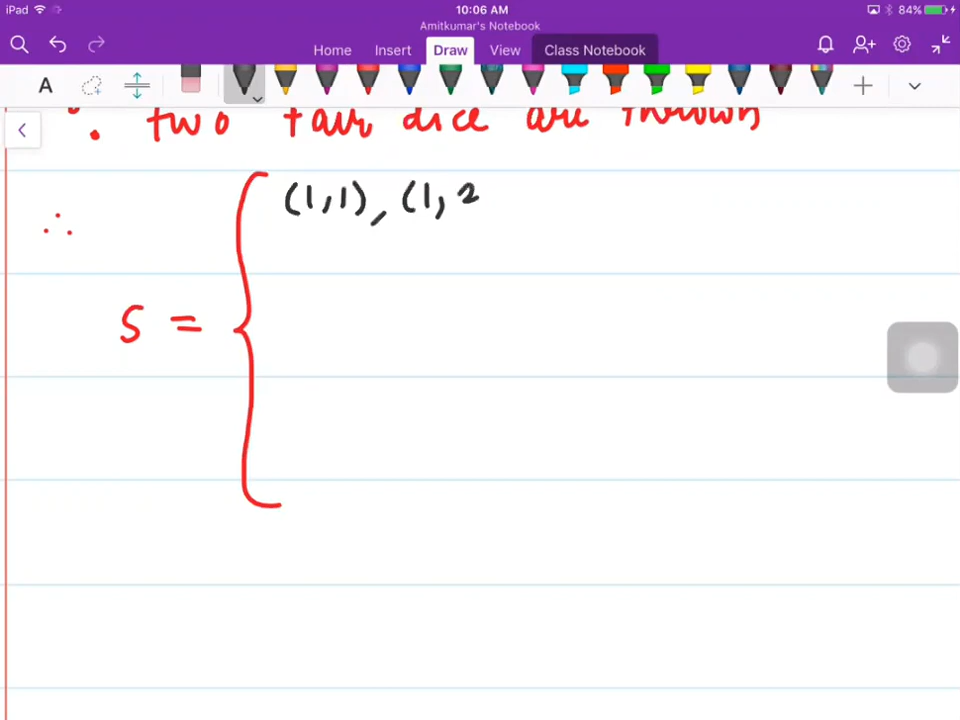 iPad 10:06 AM 84%
Amitkumar's Notebook
Home Insert Draw View Class Notebook
A
∵ two fair dice are thrown
∴
S = { (1,1), (1, 2